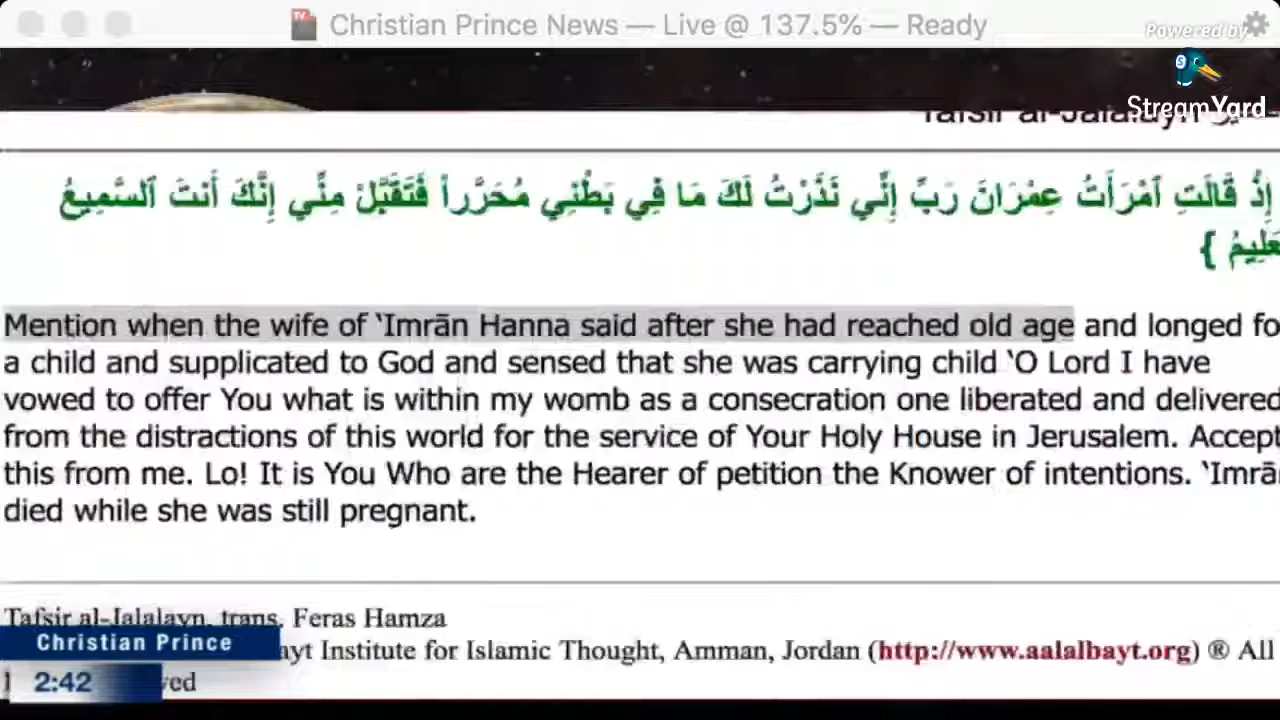 Christian Prince News — Live @ 137.5% — Ready
Powered by
StreamYard
Tafsir al-Jalalayn
إِذْ قَالَتِ ٱمْرَأَتُ عِمْرَانَ رَبِّ إِنِّي نَذَرْتُ لَكَ مَا فِي بَطْنِي مُحَرَّراً فَتَقَبَّلْ مِنِّي إِنَّكَ أَنتَ ٱلسَّمِيعُ
عَلِيمُ }
Mention when the wife of ‘Imrān Hanna said after she had reached old age and longed fo
a child and supplicated to God and sensed that she was carrying child ‘O Lord I have
vowed to offer You what is within my womb as a consecration one liberated and delivered
from the distractions of this world for the service of Your Holy House in Jerusalem. Accept
this from me. Lo! It is You Who are the Hearer of petition the Knower of intentions. ‘Imrā
died while she was still pregnant.
Tafsir al-Jalalayn, trans. Feras Hamza
Christian Prince
ayt Institute for Islamic Thought, Amman, Jordan (http://www.aalalbayt.org) ® All
2:42
ved